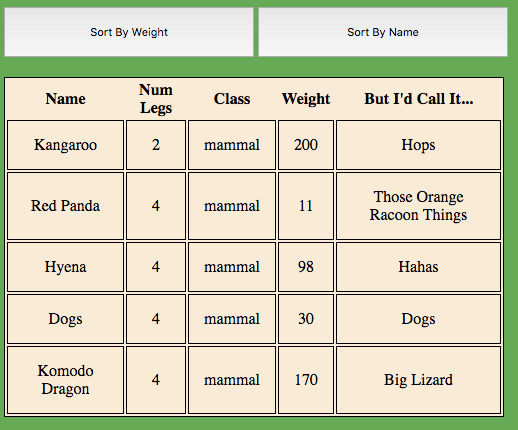 Sort By Weight Sort By Name
Name Num Legs Class Weight But I'd Call It...
Kangaroo 2 mammal 200 Hops
Red Panda 4 mammal 11 Those Orange Racoon Things
Hyena 4 mammal 98 Hahas
Dogs 4 mammal 30 Dogs
Komodo Dragon 4 mammal 170 Big Lizard